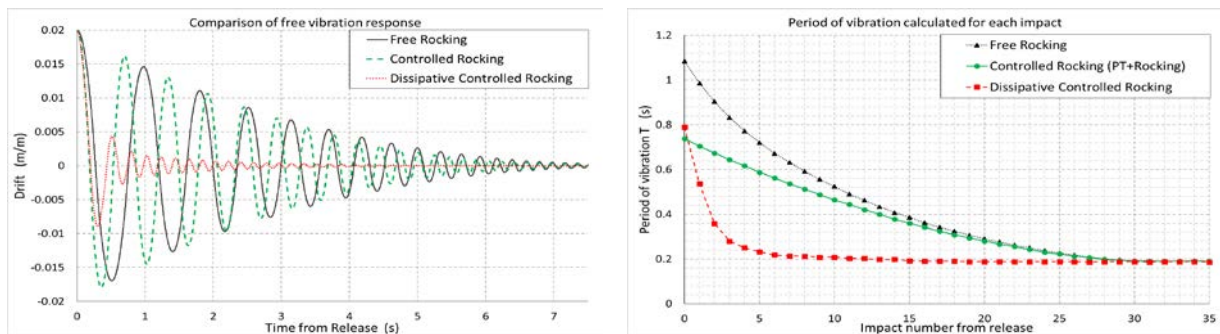 Comparison of free vibration response
0.02
0.015
0.01
0.005
0
-0.005
-0.01
-0.015
-0.02
Drift (m/m)
Free Rocking
Controlled Rocking
Dissipative Controlled Rocking
0 1 2 3 4 5 6 7
Time from Release (s)
Period of vibration calculated for each impact
1.2
1
0.8
0.6
0.4
0.2
0
Period of vibration T (s)
Free Rocking
Controlled Rocking (PT+Rocking)
Dissipative Controlled Rocking
0 5 10 15 20 25 30 35
Impact number from release